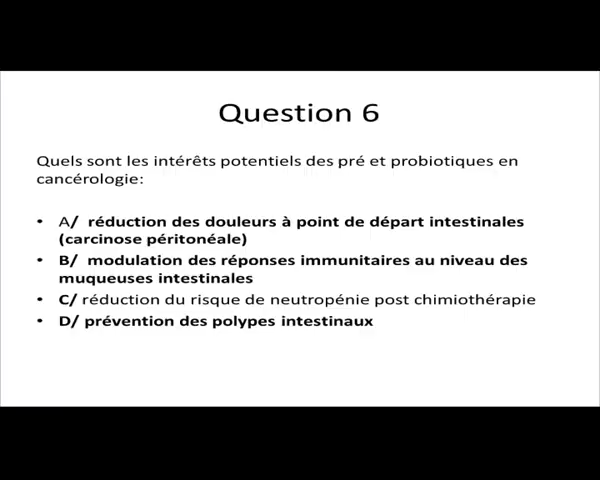 Question 6
Quels sont les intérêts potentiels des pré et probiotiques en
cancérologie:
• A/ réduction des douleurs à point de départ intestinales
(carcinose péritonéale)
• B/ modulation des réponses immunitaires au niveau des
muqueuses intestinales
• C/ réduction du risque de neutropénie post chimiothérapie
• D/ prévention des polypes intestinaux